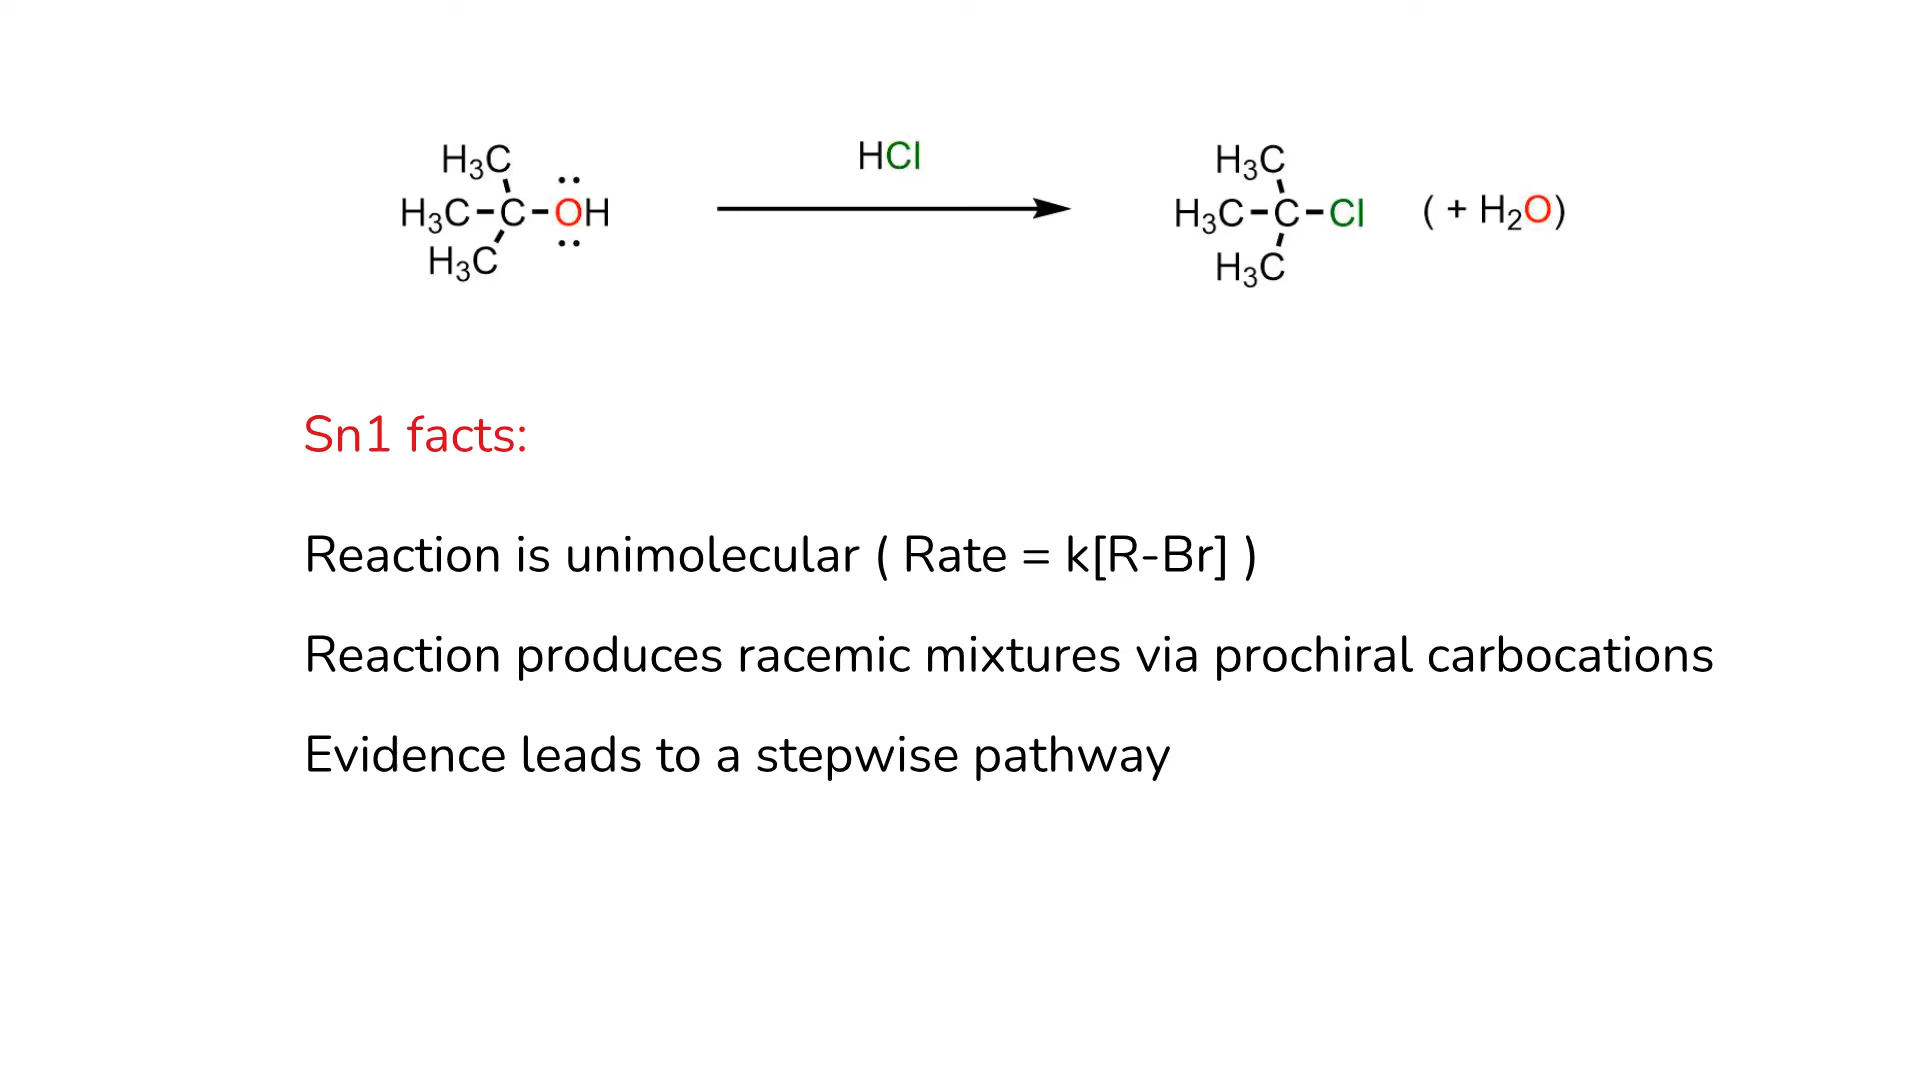 H₃C HCl H₃C
H₃C-C-ÖH H₃C-C-Cl ( + H₂O)
H₃C H₃C
Sn1 facts:
Reaction is unimolecular ( Rate = k[R-Br] )
Reaction produces racemic mixtures via prochiral carbocations
Evidence leads to a stepwise pathway